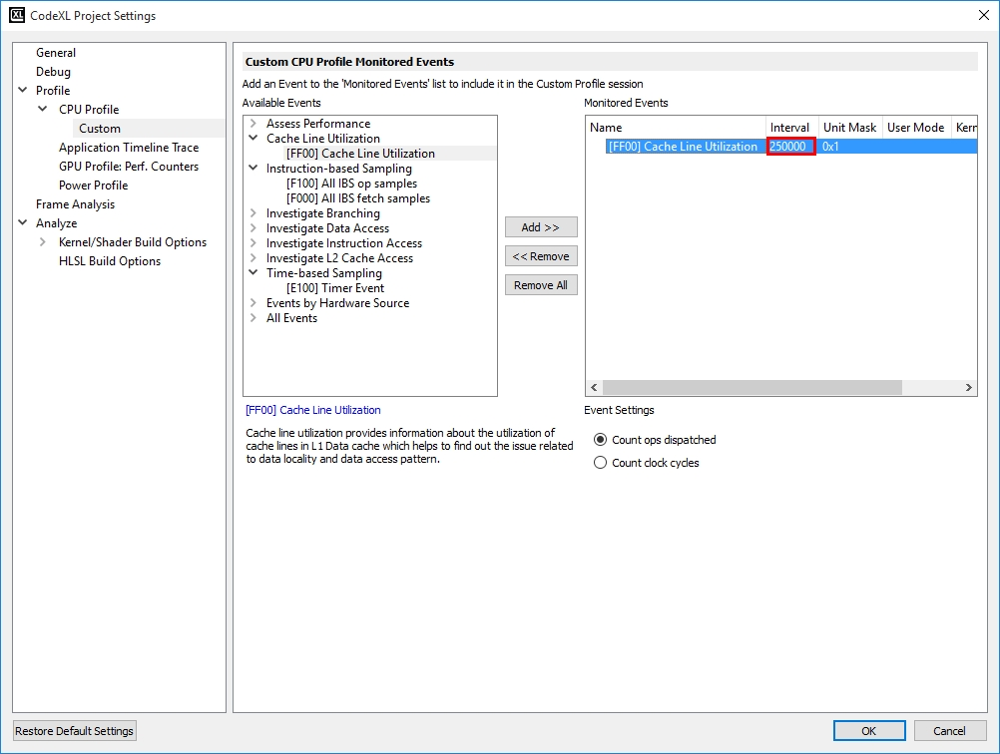 XL CodeXL Project Settings
General
Debug
Profile
CPU Profile
Custom
Application Timeline Trace
GPU Profile: Perf. Counters
Power Profile
Frame Analysis
Analyze
Kernel/Shader Build Options
HLSL Build Options
Custom CPU Profile Monitored Events
Add an Event to the 'Monitored Events' list to include it in the Custom Profile session
Available Events
Assess Performance
Cache Line Utilization
[FF00] Cache Line Utilization
Instruction-based Sampling
[F100] All IBS op samples
[F000] All IBS fetch samples
Investigate Branching
Investigate Data Access
Investigate Instruction Access
Investigate L2 Cache Access
Time-based Sampling
[E100] Timer Event
Events by Hardware Source
All Events
Add >>
<< Remove
Remove All
Monitored Events
Name Interval Unit Mask User Mode Kern
[FF00] Cache Line Utilization 250000 0x1
[FF00] Cache Line Utilization
Cache line utilization provides information about the utilization of
cache lines in L1 Data cache which helps to find out the issue related
to data locality and data access pattern.
Event Settings
Count ops dispatched
Count clock cycles
Restore Default Settings
OK
Cancel